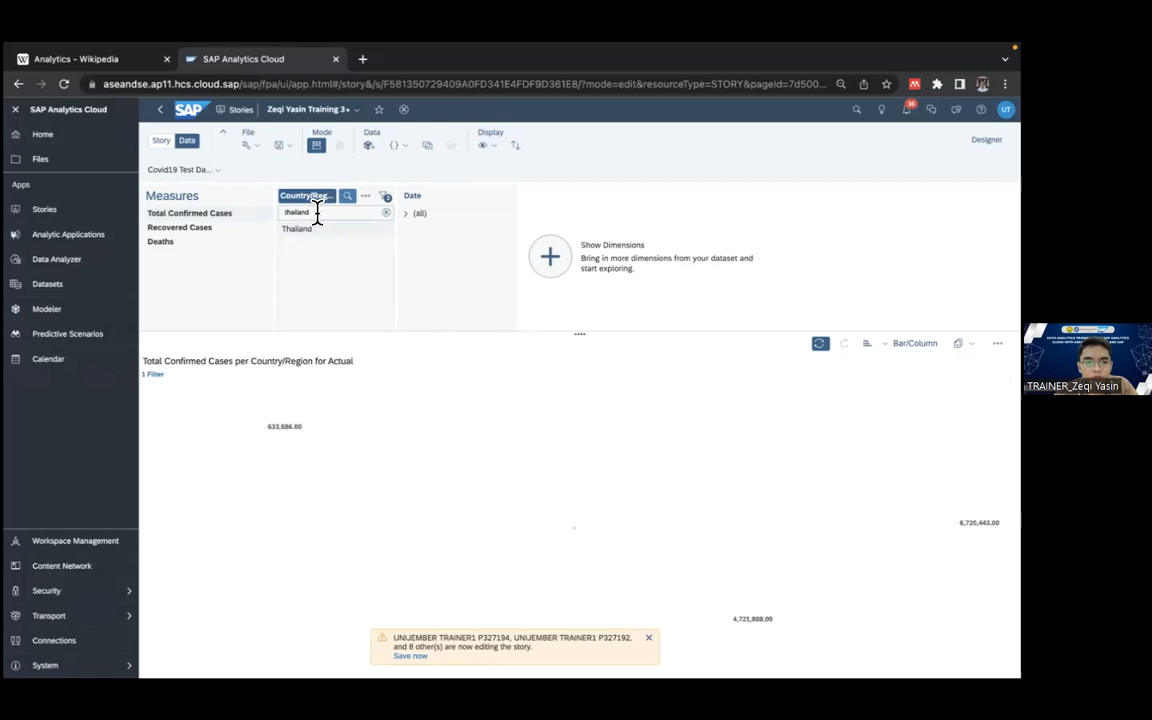 Analytics - Wikipedia
SAP Analytics Cloud
aseandse.ap11.hcs.cloud.sap/sap/fpa/ui/app.html#/story&/s/F581350729409A0FD341E4FDF9D361E8/?mode=edit&resourceType=STORY&pageId=7d500...
SAP Analytics Cloud
SAP
Stories
Zeqi Yasin Training 3*
36
UT
Home
Files
Apps
Stories
Analytic Applications
Data Analyzer
Datasets
Modeler
Predictive Scenarios
Calendar
Workspace Management
Content Network
Security
Transport
Connections
System
Story
Data
File
Mode
Data
Display
Designer
Covid19 Test Da...
Measures
Total Confirmed Cases
Recovered Cases
Deaths
Country/Reg...
thailand
Thailand
Date
(all)
Show Dimensions
Bring in more dimensions from your dataset and
start exploring.
Bar/Column
Total Confirmed Cases per Country/Region for Actual
1 Filter
633,686.00
6,720,443.00
4,721,808.00
UNIJEMBER TRAINER1 P327194, UNIJEMBER TRAINER1 P327192,
and 8 other(s) are now editing the story.
Save now
TRAINER_Zeqi Yasin